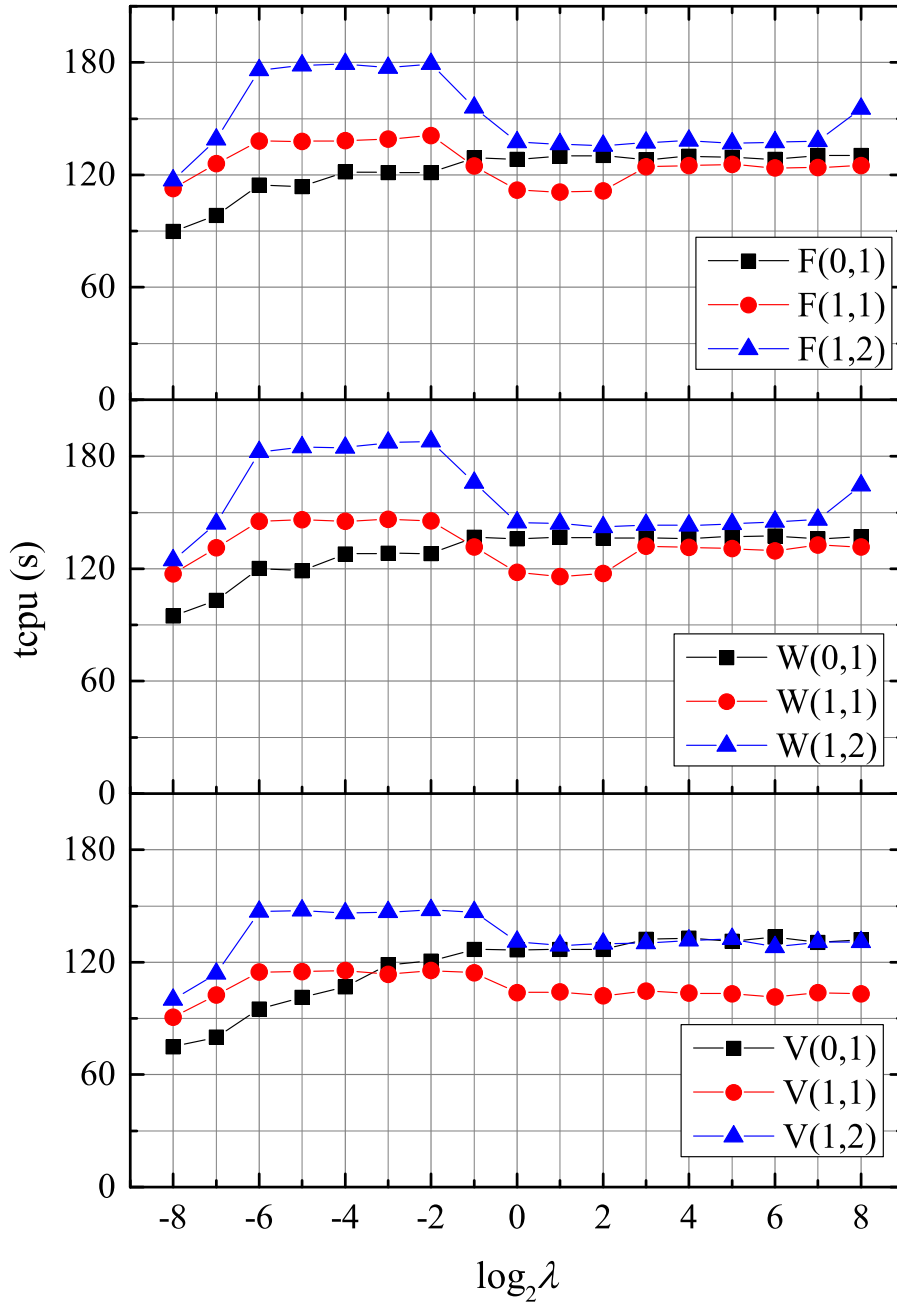 180
120
60
0
F(0,1)
F(1,1)
F(1,2)
180
120
60
0
W(0,1)
W(1,1)
W(1,2)
tcpu (s)
180
120
60
0
V(0,1)
V(1,1)
V(1,2)
-8 -6 -4 -2 0 2 4 6 8
log₂λ